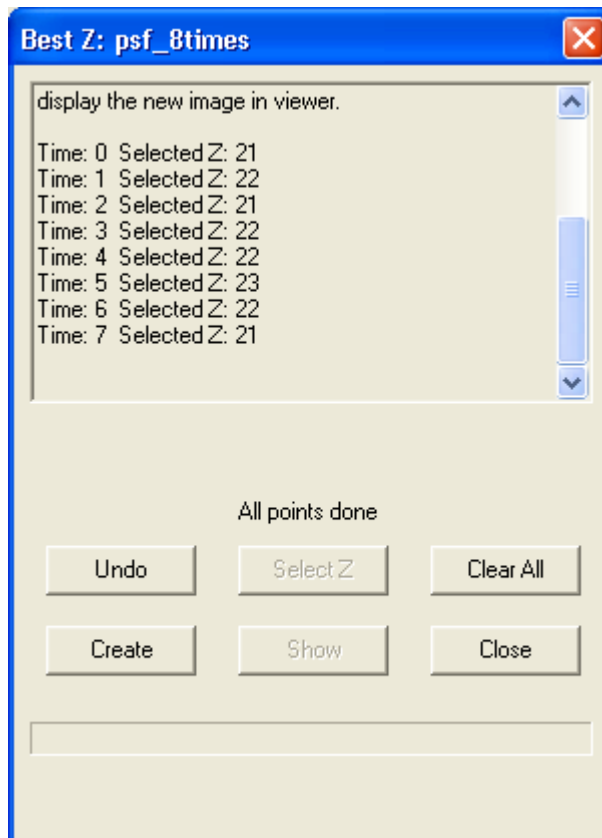 Best Z: psf_8times
display the new image in viewer.
Time: 0 Selected Z: 21
Time: 1 Selected Z: 22
Time: 2 Selected Z: 21
Time: 3 Selected Z: 22
Time: 4 Selected Z: 22
Time: 5 Selected Z: 23
Time: 6 Selected Z: 22
Time: 7 Selected Z: 21
All points done
Undo Select Z Clear All
Create Show Close